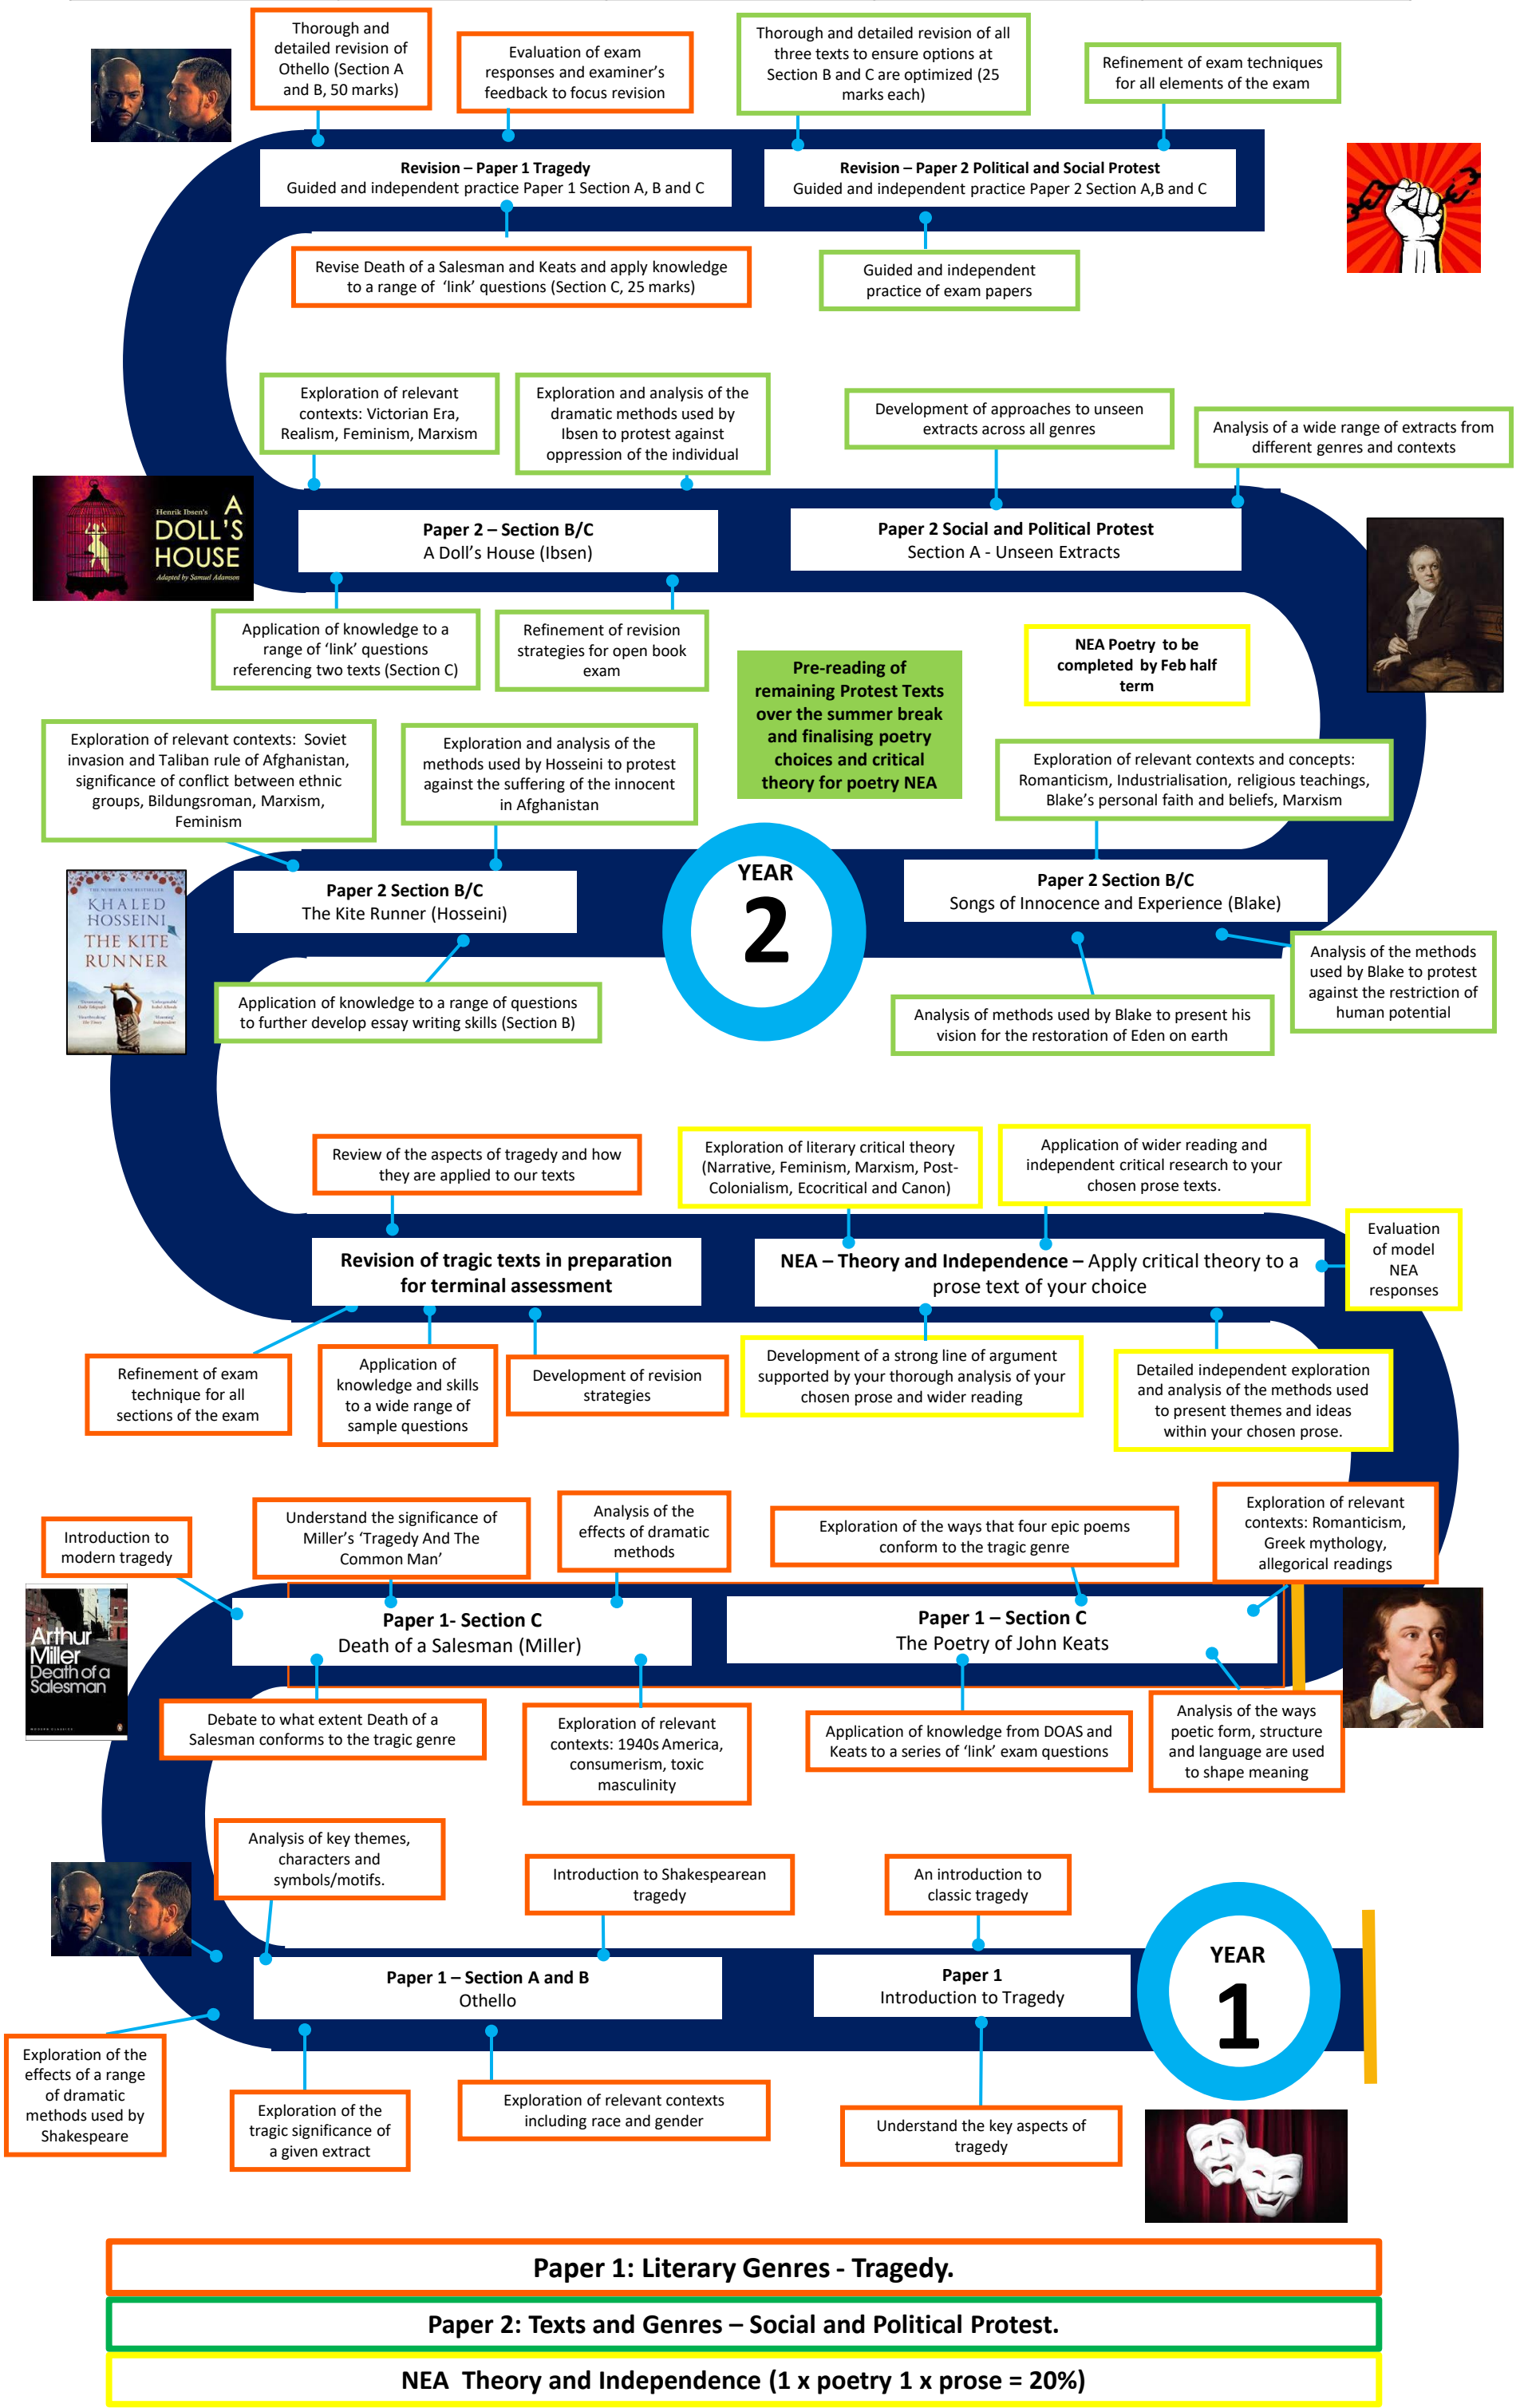 Thorough and
detailed revision of
Othello (Section A
and B, 50 marks)
Evaluation of exam
responses and examiner's
feedback to focus revision
Thorough and detailed revision of all
three texts to ensure options at
Section B and C are optimized (25
marks each)
Refinement of exam techniques
for all elements of the exam
Revision – Paper 1 Tragedy
Guided and independent practice Paper 1 Section A, B and C
Revision – Paper 2 Political and Social Protest
Guided and independent practice Paper 2 Section A,B and C
Revise Death of a Salesman and Keats and apply knowledge
to a range of 'link' questions (Section C, 25 marks)
Guided and independent
practice of exam papers
Exploration of relevant
contexts: Victorian Era,
Realism, Feminism, Marxism
Exploration and analysis of the
dramatic methods used by
Ibsen to protest against
oppression of the individual
Development of approaches to unseen
extracts across all genres
Analysis of a wide range of extracts from
different genres and contexts
Henrik Ibsen's
A
DOLL'S
HOUSE
Adapted by Samuel Adamson
Paper 2 – Section B/C
A Doll's House (Ibsen)
Paper 2 Social and Political Protest
Section A - Unseen Extracts
Application of knowledge to a
range of 'link' questions
referencing two texts (Section C)
Refinement of revision
strategies for open book
exam
Pre-reading of
remaining Protest Texts
over the summer break
and finalising poetry
choices and critical
theory for poetry NEA
NEA Poetry to be
completed by Feb half
term
Exploration of relevant contexts: Soviet
invasion and Taliban rule of Afghanistan,
significance of conflict between ethnic
groups, Bildungsroman, Marxism,
Feminism
Exploration and analysis of the
methods used by Hosseini to protest
against the suffering of the innocent
in Afghanistan
Exploration of relevant contexts and concepts:
Romanticism, Industrialisation, religious teachings,
Blake's personal faith and beliefs, Marxism
THE NUMBER ONE BESTSELLER
KHALED
HOSSEINI
THE KITE
RUNNER
Paper 2 Section B/C
The Kite Runner (Hosseini)
YEAR
2
Paper 2 Section B/C
Songs of Innocence and Experience (Blake)
Application of knowledge to a range of questions
to further develop essay writing skills (Section B)
Analysis of methods used by Blake to present his
vision for the restoration of Eden on earth
Analysis of the methods
used by Blake to protest
against the restriction of
human potential
Review of the aspects of tragedy and how
they are applied to our texts
Exploration of literary critical theory
(Narrative, Feminism, Marxism, Post-
Colonialism, Ecocritical and Canon)
Application of wider reading and
independent critical research to your
chosen prose texts.
Evaluation
of model
NEA
responses
Revision of tragic texts in preparation
for terminal assessment
NEA – Theory and Independence – Apply critical theory to a
prose text of your choice
Refinement of exam
technique for all
sections of the exam
Application of
knowledge and skills
to a wide range of
sample questions
Development of revision
strategies
Development of a strong line of argument
supported by your thorough analysis of your
chosen prose and wider reading
Detailed independent exploration
and analysis of the methods used
to present themes and ideas
within your chosen prose.
Introduction to
modern tragedy
Understand the significance of
Miller's 'Tragedy And The
Common Man'
Analysis of the
effects of dramatic
methods
Exploration of the ways that four epic poems
conform to the tragic genre
Exploration of relevant
contexts: Romanticism,
Greek mythology,
allegorical readings
Arthur
Miller
Death of a
Salesman
MODERN CLASSICS
Paper 1- Section C
Death of a Salesman (Miller)
Paper 1 – Section C
The Poetry of John Keats
Debate to what extent Death of a
Salesman conforms to the tragic genre
Exploration of relevant
contexts: 1940s America,
consumerism, toxic
masculinity
Application of knowledge from DOAS and
Keats to a series of 'link' exam questions
Analysis of the ways
poetic form, structure
and language are used
to shape meaning
Analysis of key themes,
characters and
symbols/motifs.
Introduction to Shakespearean
tragedy
An introduction to
classic tragedy
Paper 1 – Section A and B
Othello
Paper 1
Introduction to Tragedy
YEAR
1
Exploration of the
effects of a range
of dramatic
methods used by
Shakespeare
Exploration of the
tragic significance of
a given extract
Exploration of relevant contexts
including race and gender
Understand the key aspects of
tragedy
Paper 1: Literary Genres - Tragedy.
Paper 2: Texts and Genres – Social and Political Protest.
NEA Theory and Independence (1 x poetry 1 x prose = 20%)